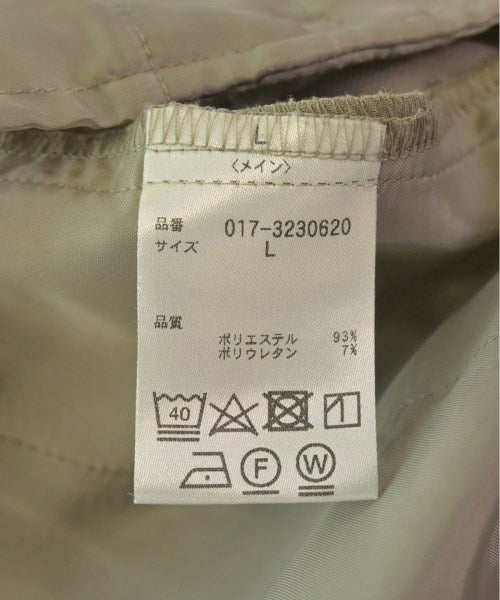 L
〈メイン〉
品番 017-3230620
サイズ L
品質
ポリエステル 93%
ポリウレタン 7%
40
F W